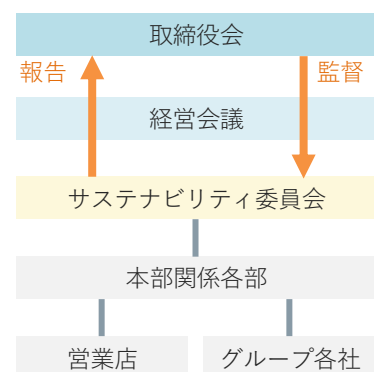 取締役会
報告
監督
経営会議
サステナビリティ委員会
本部関係各部
営業店
グループ各社